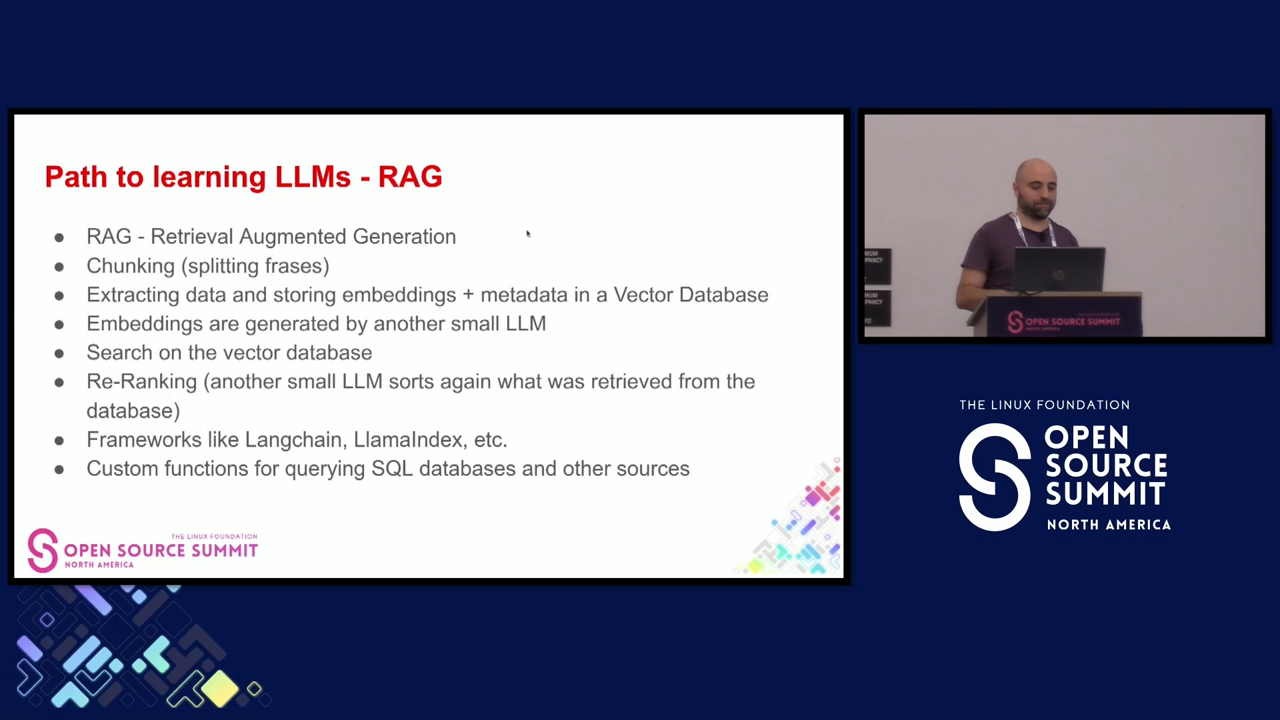 Path to learning LLMs - RAG
● RAG - Retrieval Augmented Generation
● Chunking (splitting frases)
● Extracting data and storing embeddings + metadata in a Vector Database
● Embeddings are generated by another small LLM
● Search on the vector database
● Re-Ranking (another small LLM sorts again what was retrieved from the
database)
● Frameworks like Langchain, LlamaIndex, etc.
● Custom functions for querying SQL databases and other sources
THE LINUX FOUNDATION
OPEN SOURCE SUMMIT
NORTH AMERICA
OPEN SOURCE SUMMIT
THE LINUX FOUNDATION
OPEN
SOURCE
SUMMIT
NORTH AMERICA